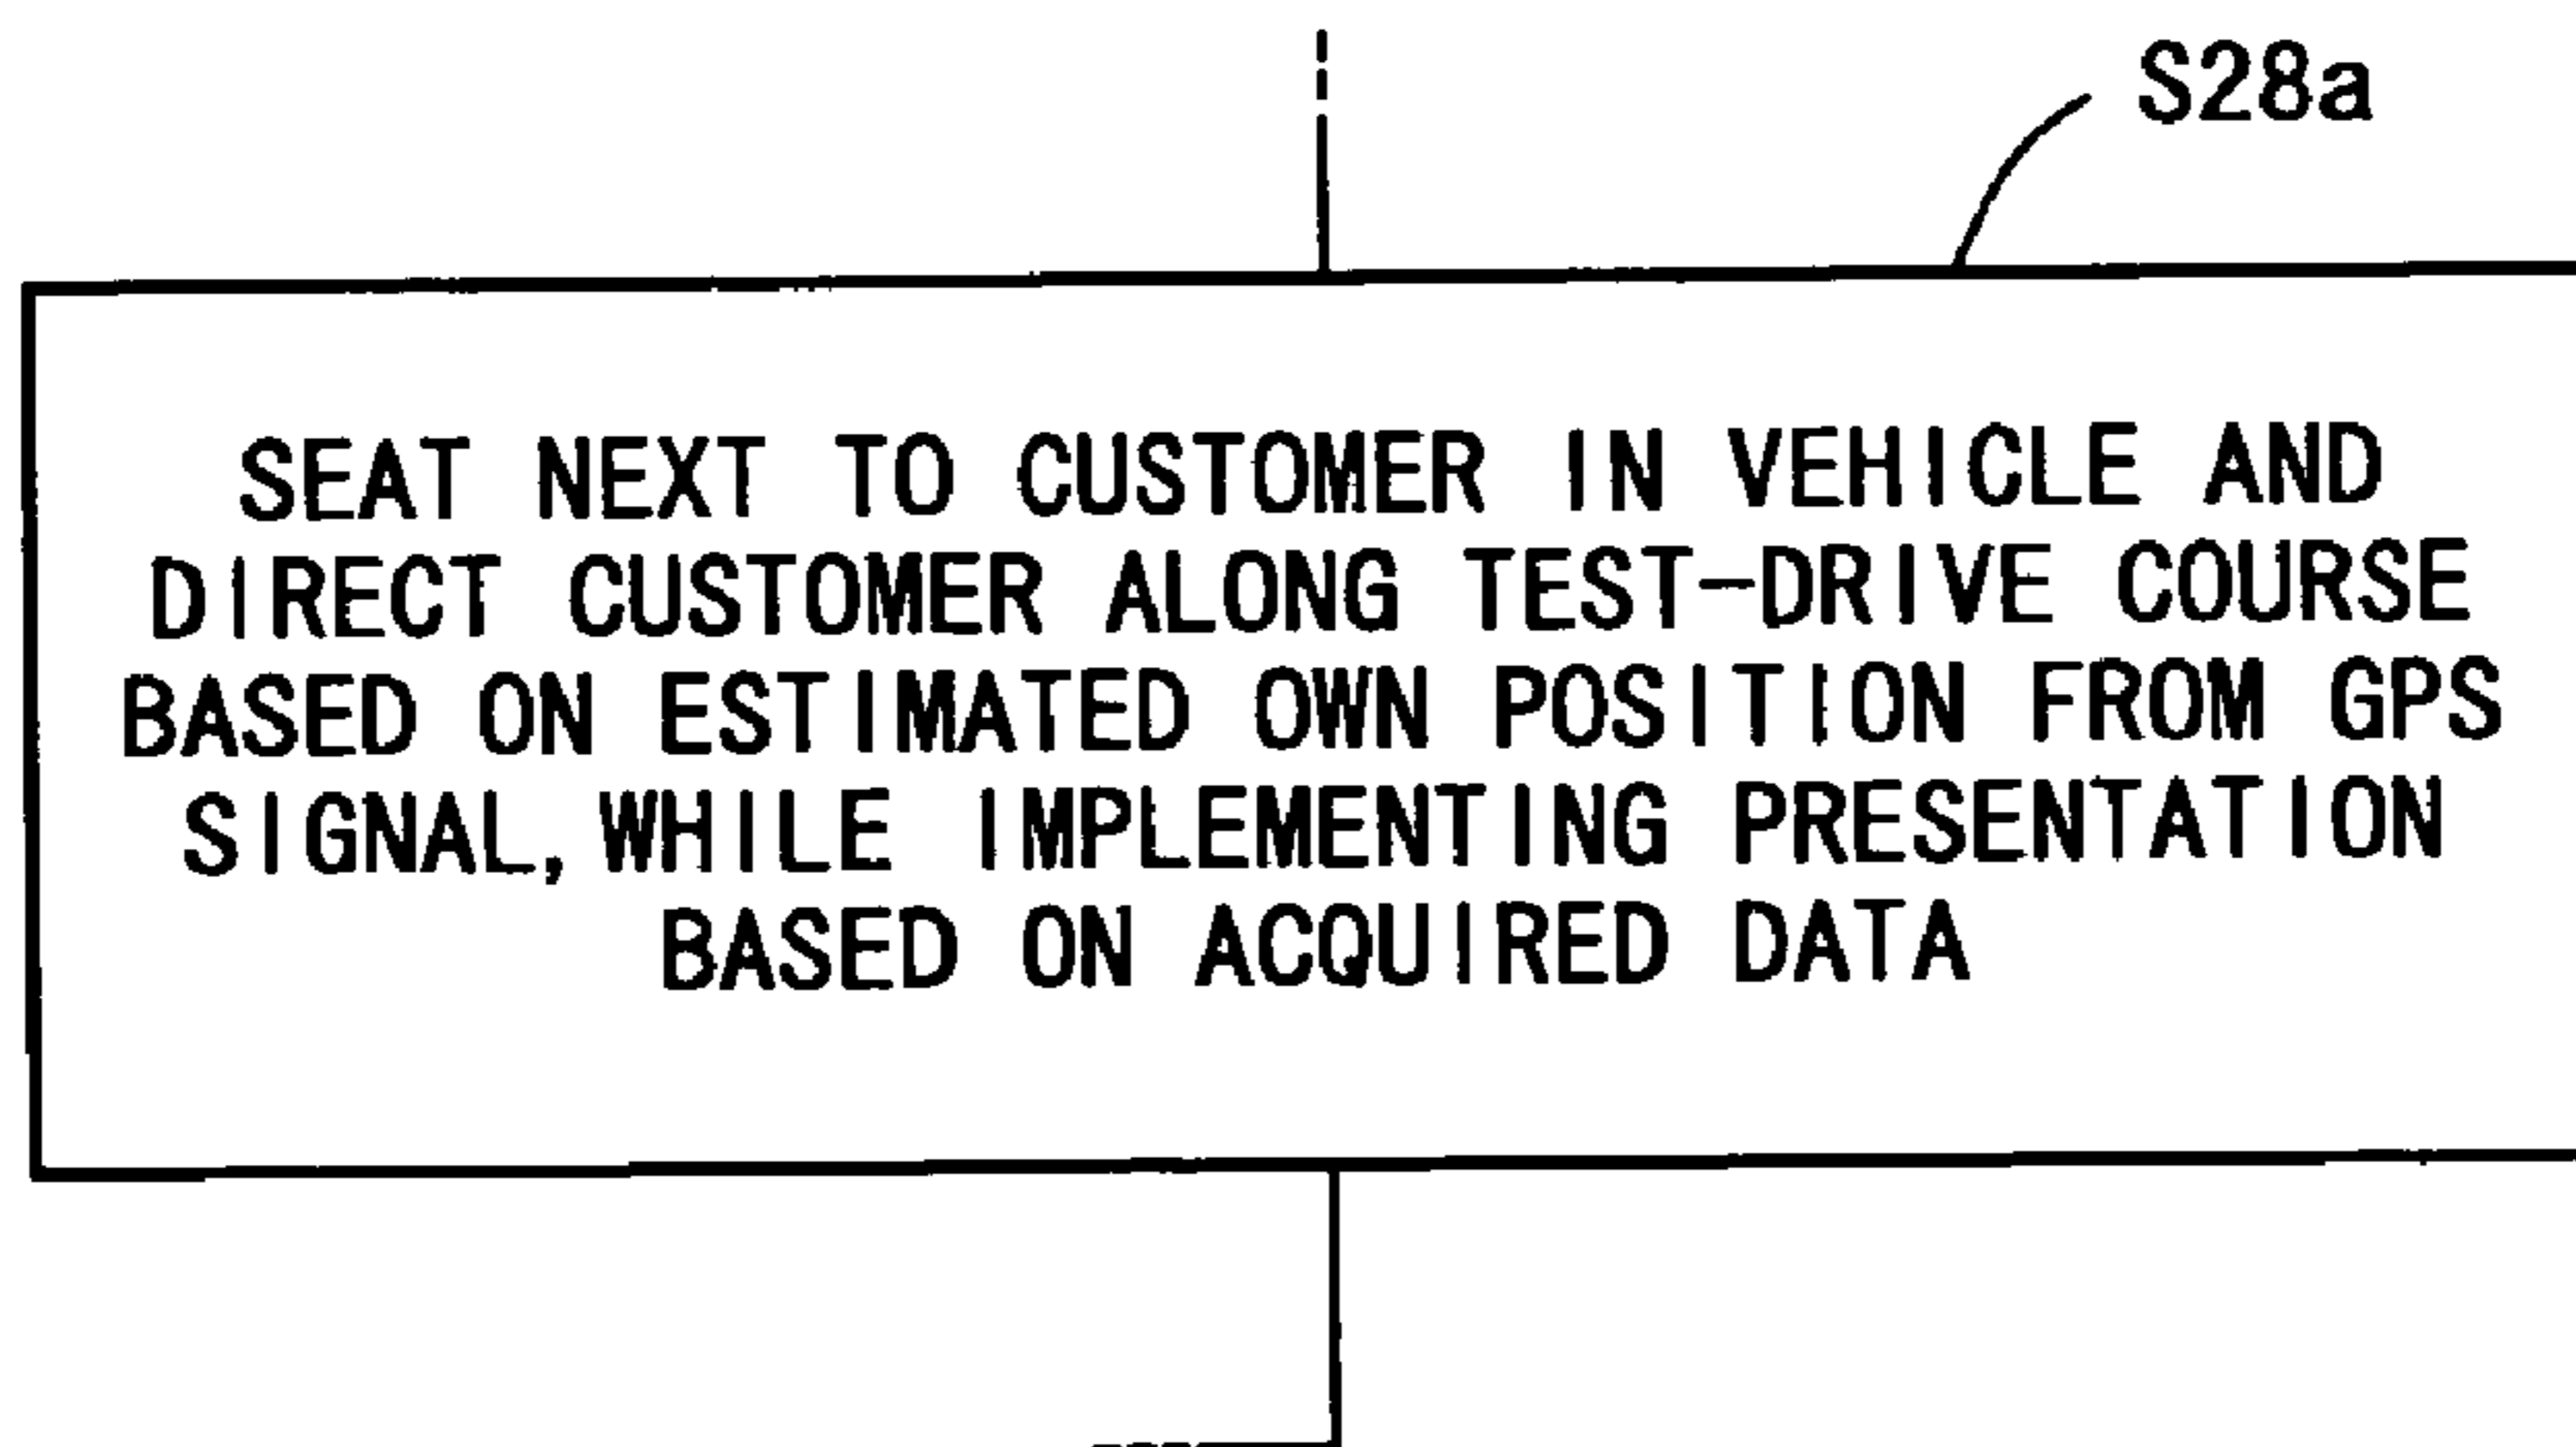 S28a
SEAT NEXT TO CUSTOMER IN VEHICLE AND
DIRECT CUSTOMER ALONG TEST-DRIVE COURSE
BASED ON ESTIMATED OWN POSITION FROM GPS
SIGNAL, WHILE IMPLEMENTING PRESENTATION
BASED ON ACQUIRED DATA